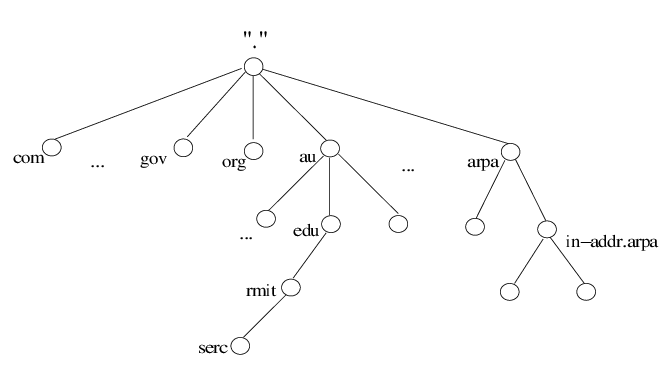 "."
com
...
gov
org
au
...
arpa
...
edu
in−addr.arpa
rmit
serc